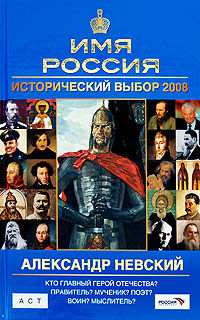 ИМЯ
РОССИЯ
ИСТОРИЧЕСКИЙ ВЫБОР 2008
АЛЕКСАНДР НЕВСКИЙ
КТО ГЛАВНЫЙ ГЕРОЙ ОТЕЧЕСТВА?
ПРАВИТЕЛЬ? МУЧЕНИК? ПОЭТ?
ВОИН? МЫСЛИТЕЛЬ?
АСТ
РОССИЯ